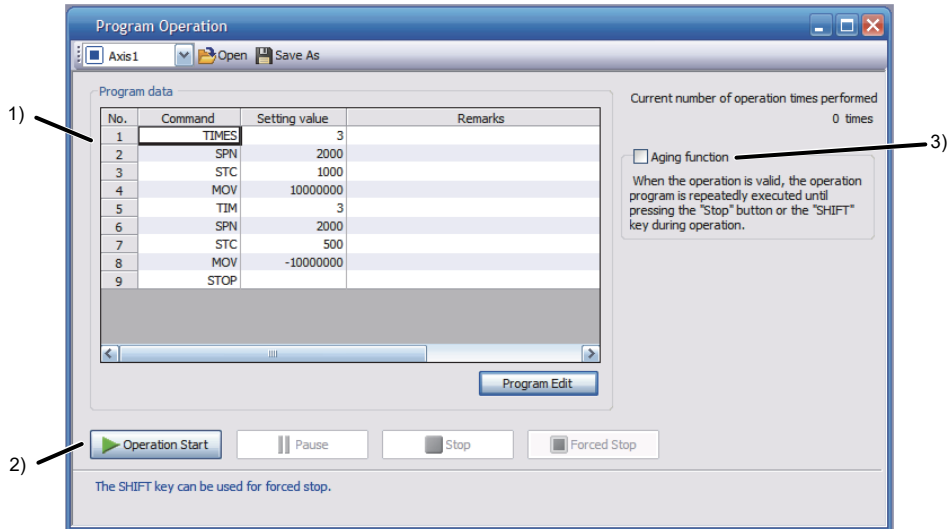 Program Operation
Axis1 Open Save As
Program data
1)
No. Command Setting value Remarks
1 TIMES 3
2 SPN 2000
3 STC 1000
4 MOV 10000000
5 TIM 3
6 SPN 2000
7 STC 500
8 MOV -10000000
9 STOP
Program Edit
Current number of operation times performed
0 times
3)
Aging function
When the operation is valid, the operation
program is repeatedly executed until
pressing the "Stop" button or the "SHIFT"
key during operation.
2)
Operation Start Pause Stop Forced Stop
The SHIFT key can be used for forced stop.